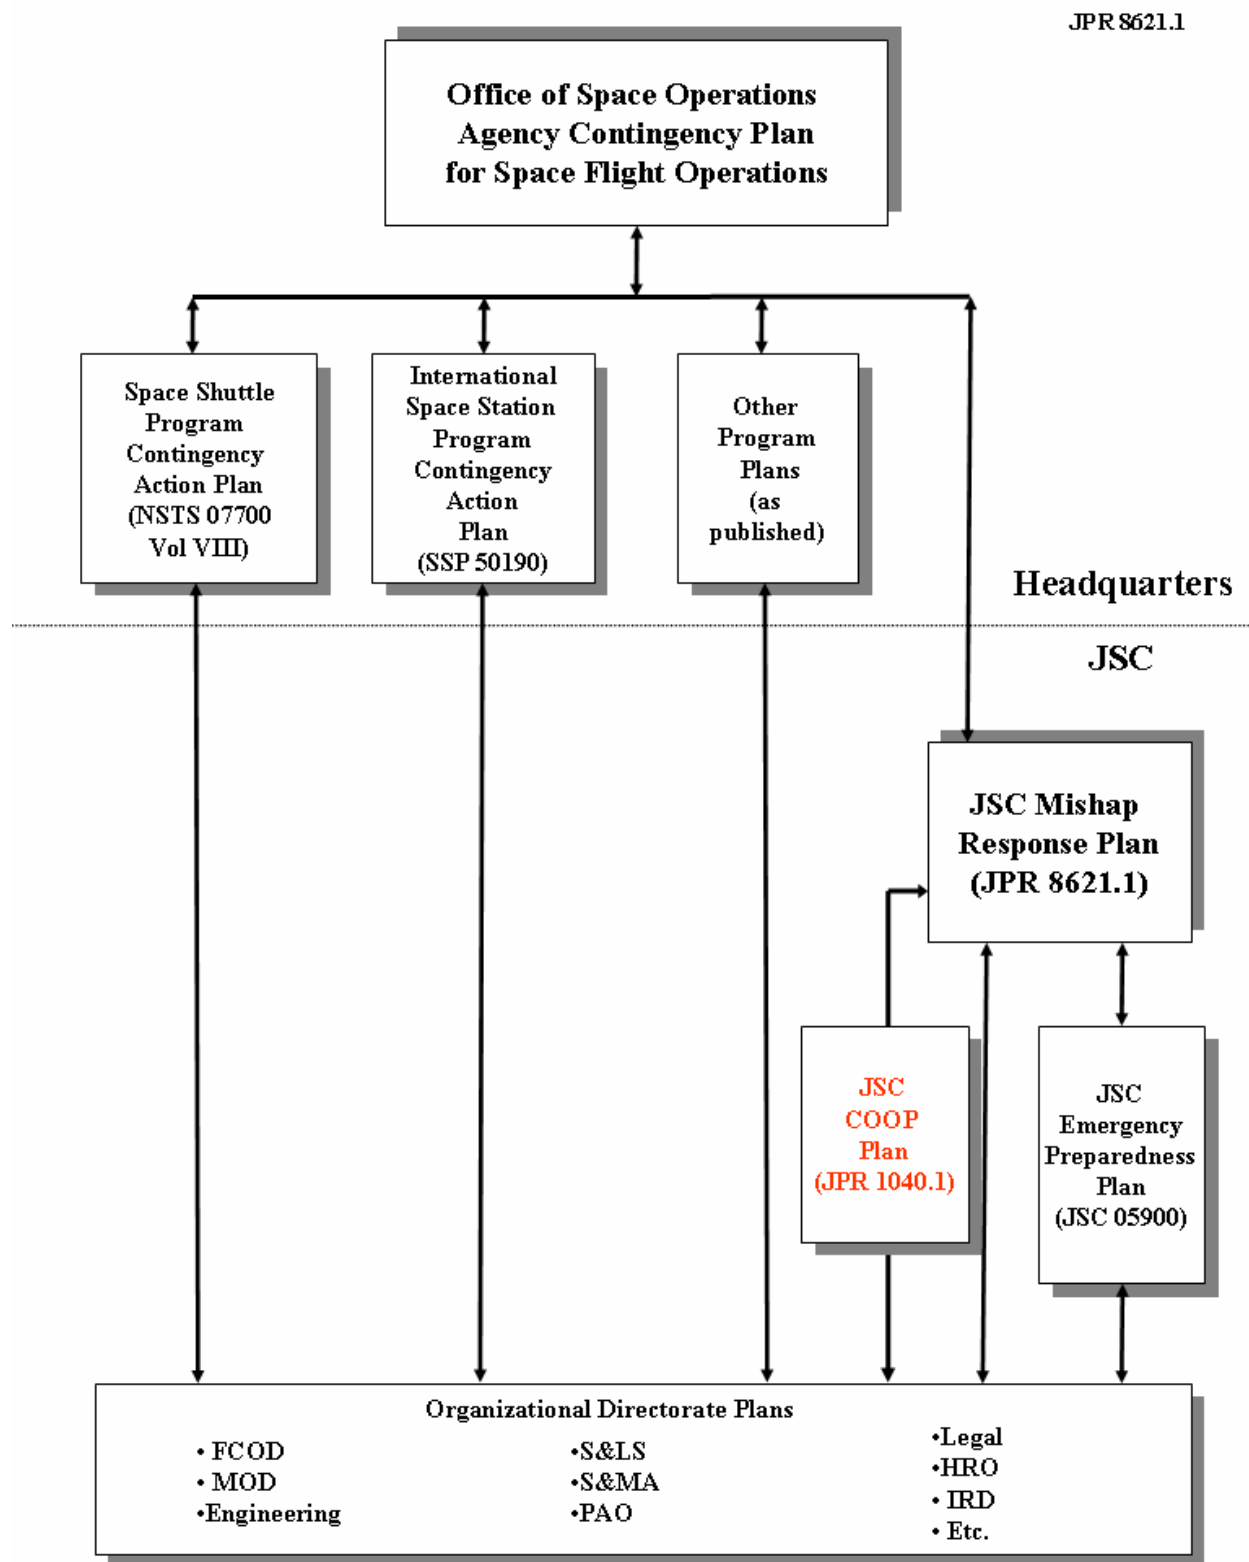 JPR 8621.1
Office of Space Operations
Agency Contingency Plan
for Space Flight Operations
Space Shuttle
Program
Contingency
Action Plan
(NSTS 07700
Vol VIII)
International
Space Station
Program
Contingency
Action
Plan
(SSP 50190)
Other
Program
Plans
(as
published)
Headquarters
JSC
JSC Mishap
Response Plan
(JPR 8621.1)
JSC
COOP
Plan
(JPR 1040.1)
JSC
Emergency
Preparedness
Plan
(JSC 05900)
Organizational Directorate Plans
• FCOD
• MOD
•Engineering
•S&LS
•S&MA
•PAO
•Legal
•HRO
• IRD
• Etc.